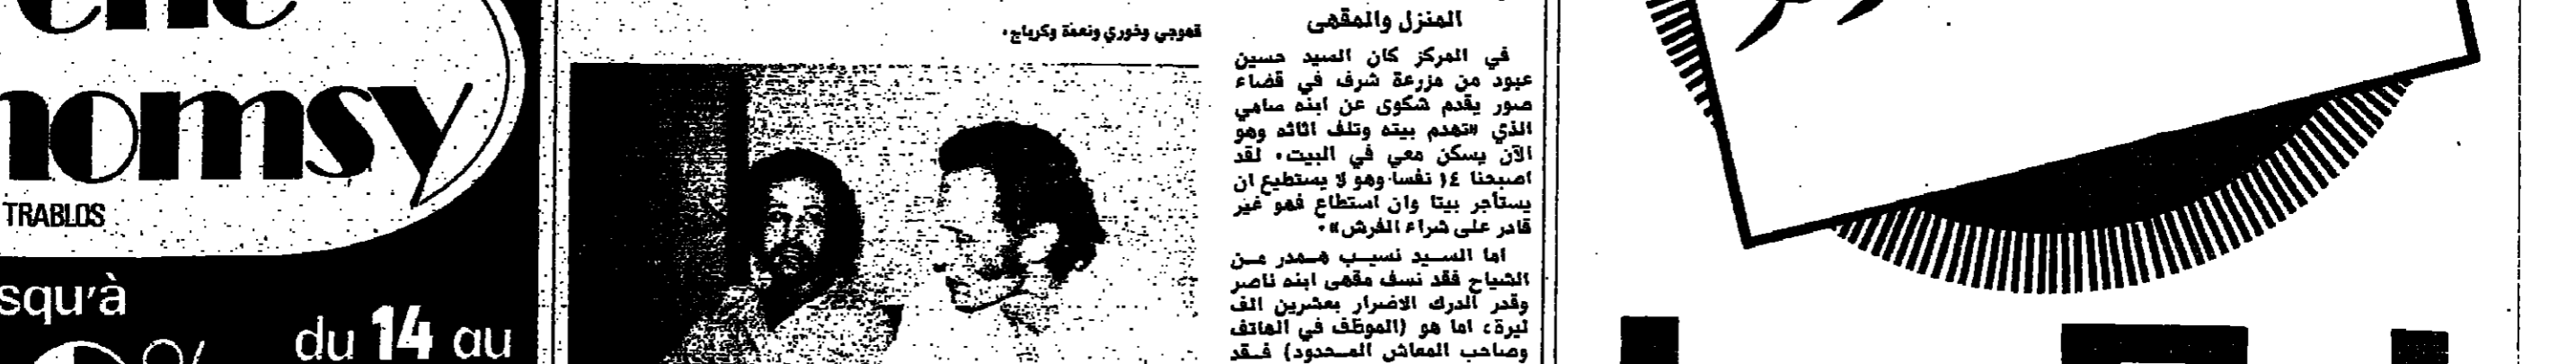 nomsy
TRABLOS
squ'à
du 14 au
قهوجي وخوري ونعمة وكرباج.
المنزل والمقهى
في المركز كان السيد حسين
عبود من مزرعة شرف في قضاء
صور يقدم شكوى عن ابنه سامي
الذي «تهدم بيته وتلف اثاثه وهو
الآن يسكن معي في البيت. لقد
اصبحنا ١٤ نفسا وهو لا يستطيع ان
يستأجر بيتا وان استطاع فهو غير
قادر على شراء الفرش».
اما السيد نسيب همدر من
الشياح فقد نسف مقهى ابنه ناصر
وقدر الدرك الاضرار بعشرين الف
ليرة، اما هو (الموظف في الهاتف
وصاحب المعاش المحدود) فقد